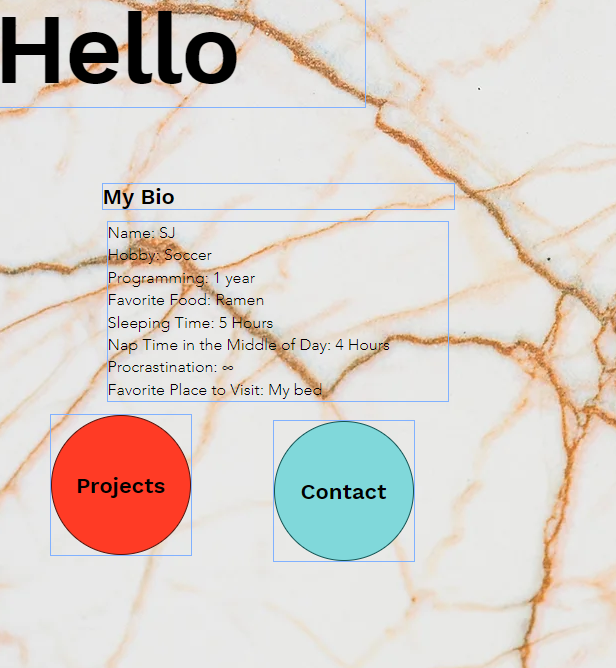 Hello
My Bio
Name: SJ
Hobby: Soccer
Programming: 1 year
Favorite Food: Ramen
Sleeping Time: 5 Hours
Nap Time in the Middle of Day: 4 Hours
Procrastination: ∞
Favorite Place to Visit: My bed
Projects
Contact